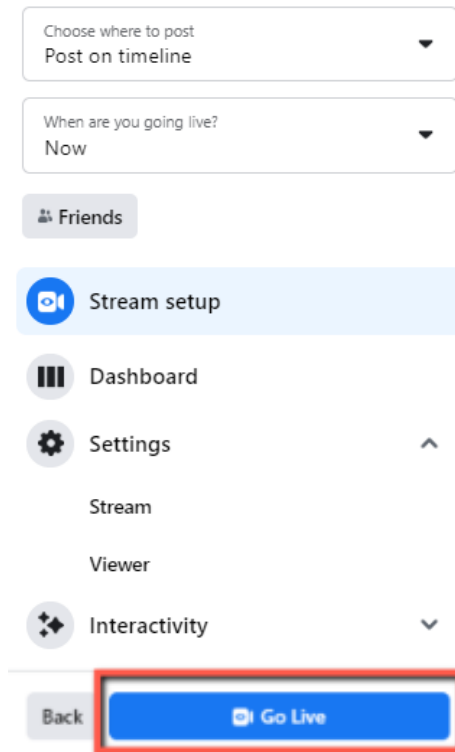 Choose where to post
Post on timeline
When are you going live?
Now
Friends
Stream setup
Dashboard
Settings
Stream
Viewer
Interactivity
Back
Go Live